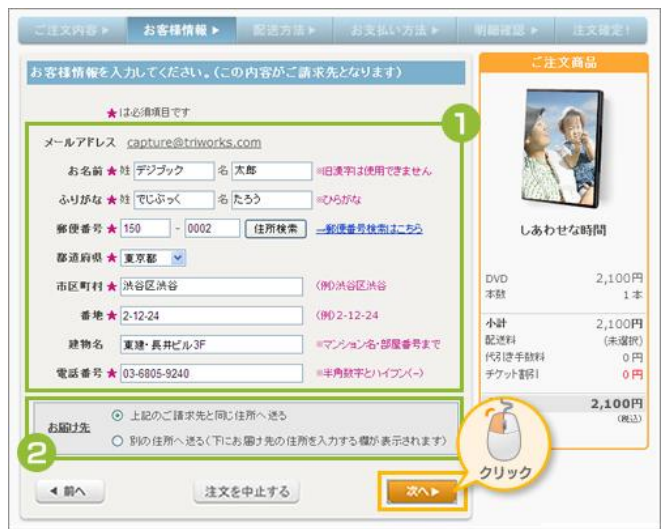 ご注文内容 ▶ お客様情報 ▶ 配送方法 ▶ お支払い方法 ▶ 明細確認 ▶ 注文確定!
お客様情報を入力してください。(この内容がご請求先となります)
★は必須項目です
1
メールアドレス capture@triworks.com
お名前 ★ 姓 デジブック 名 太郎 ※旧漢字は使用できません
ふりがな ★ 姓 でじぶっく 名 たろう ※ひらがな
郵便番号 ★ 150 - 0002 住所検索 →郵便番号検索はこちら
都道府県 ★ 東京都
市区町村 ★ 渋谷区渋谷 (例)渋谷区渋谷
番地 ★ 2-12-24 (例)2-12-24
建物名 東建・長井ビル3F ※マンション名・部屋番号まで
電話番号 ★ 03-6805-9240 ※半角数字とハイフン(-)
2
お届け先
上記のご請求先と同じ住所へ送る
別の住所へ送る(下にお届け先の住所を入力する欄が表示されます)
◀ 前へ 注文を中止する 次へ ▶
クリック
ご注文商品
しあわせな時間
DVD 2,100円
本数 1本
小計 2,100円
配送料 (未選択)
代引き手数料 0円
チケット割引 0円
2,100円
(税込)